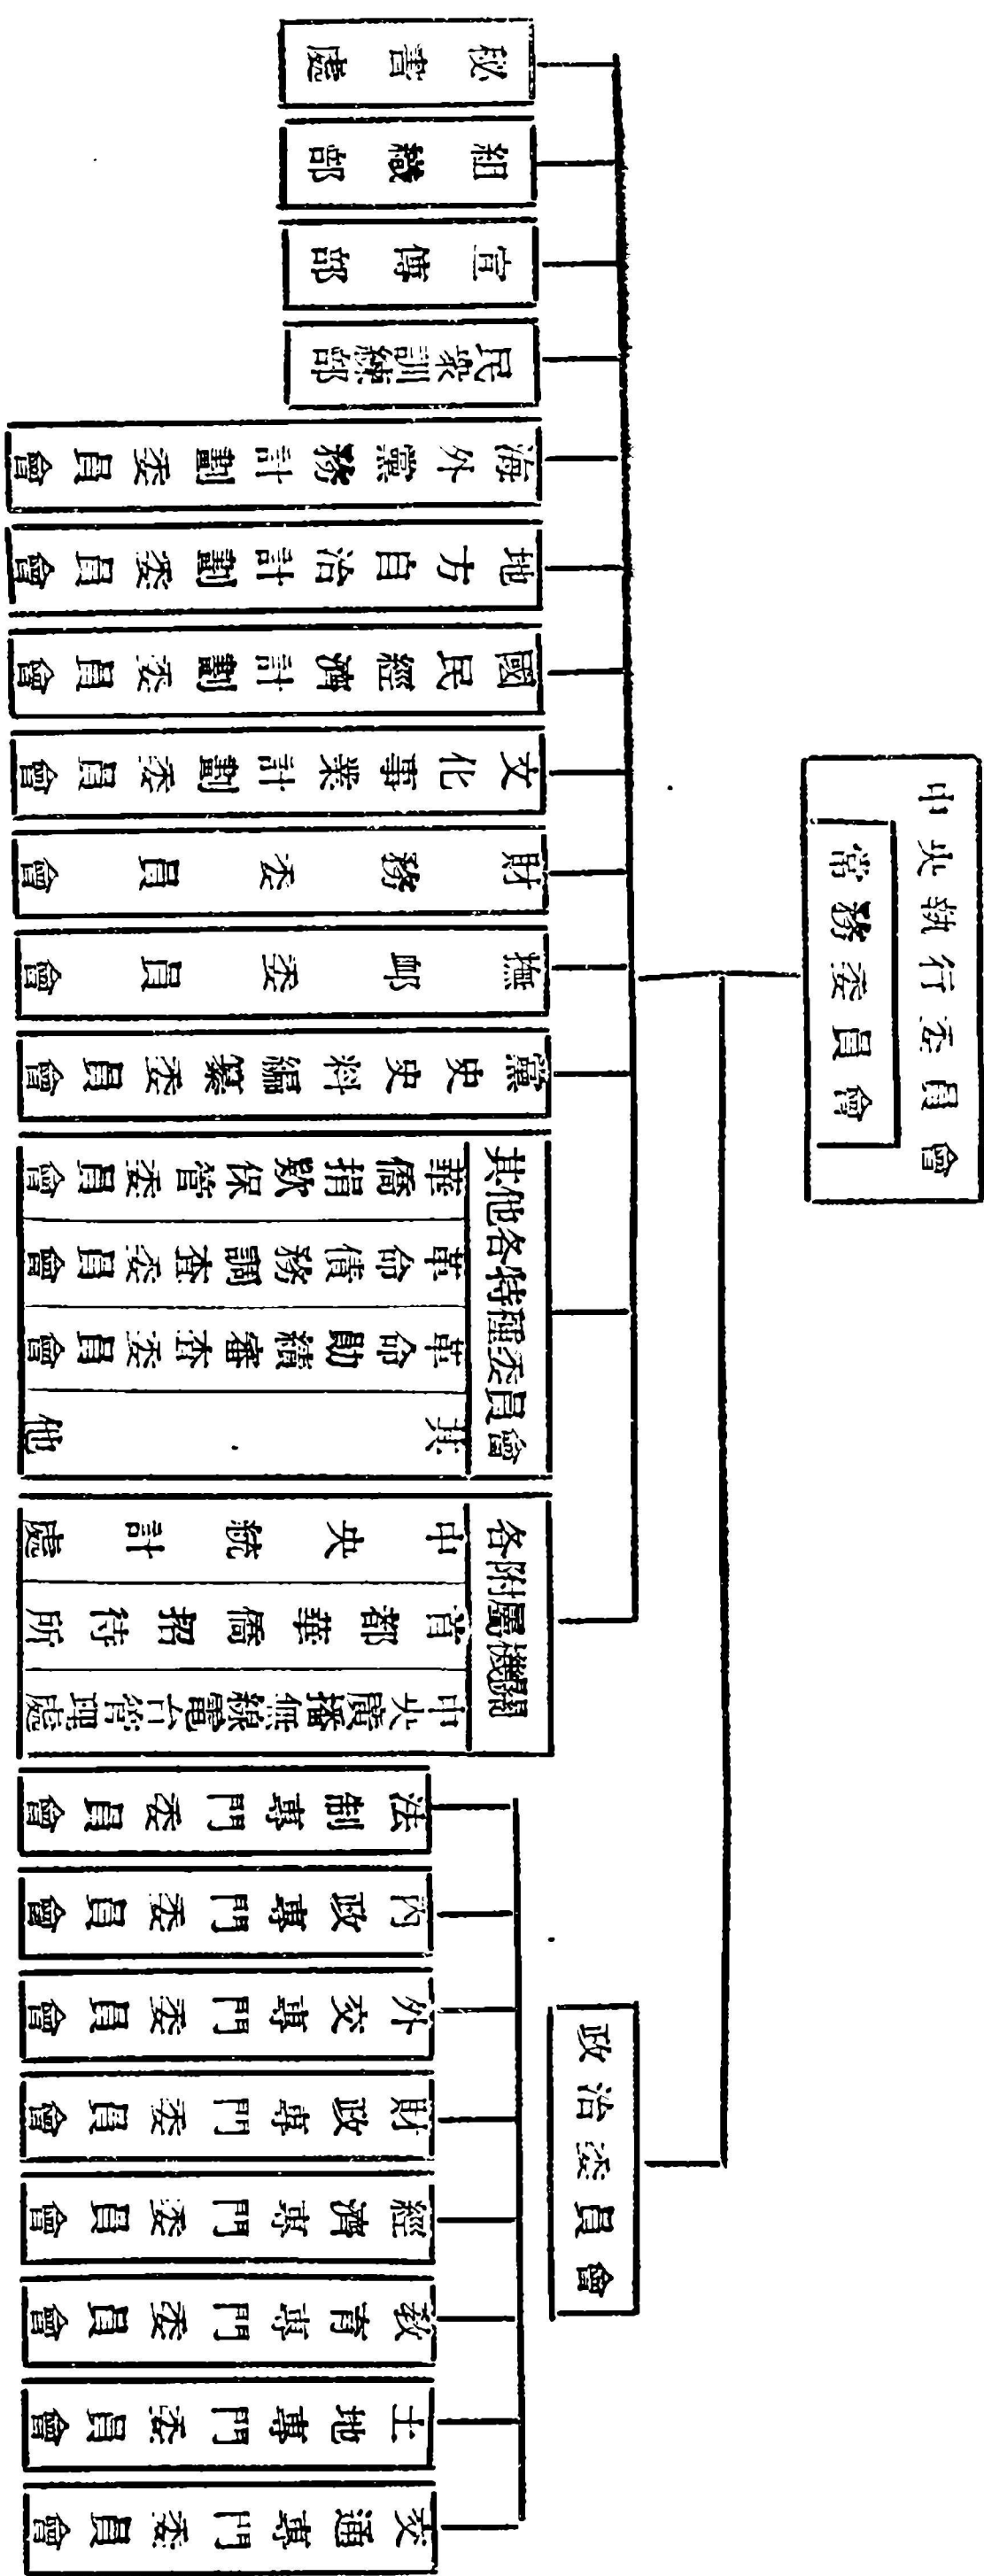 中央執行委員會
常務委員會
秘書處
組織部
宣傳部
民衆訓練部
海外黨務計劃委員會
地方自治計劃委員會
國民經濟計劃委員會
文化事業計劃委員會
財務委員會
撫卹委員會
黨史史料編纂委員會
其他各特種委員會
華僑捐款保管委員會
革命債務調查委員會
革命勛績審查委員會
其他
各附屬機關
中央統計處
首都華僑招待所
中央廣播無線電台管理處
政治委員會
法制專門委員會
內政專門委員會
外交專門委員會
財政專門委員會
經濟專門委員會
教育專門委員會
土地專門委員會
交通專門委員會